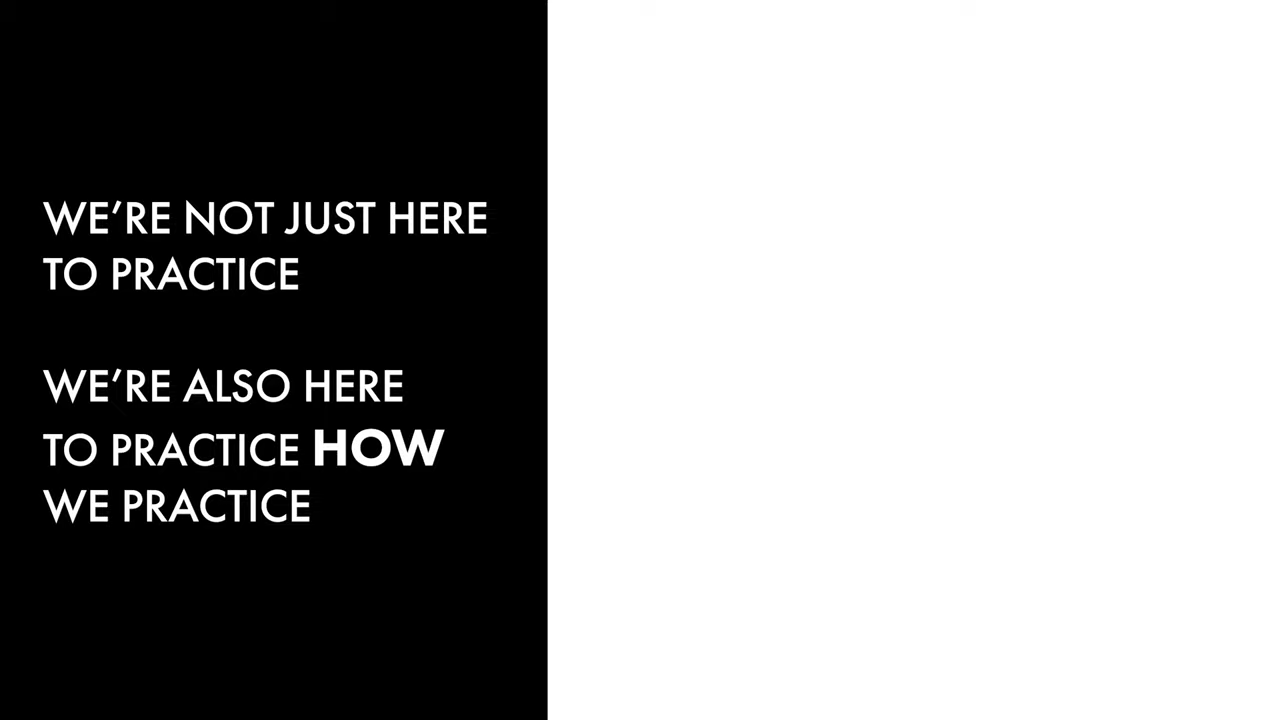 WE’RE NOT JUST HERE
TO PRACTICE
WE’RE ALSO HERE
TO PRACTICE HOW
WE PRACTICE